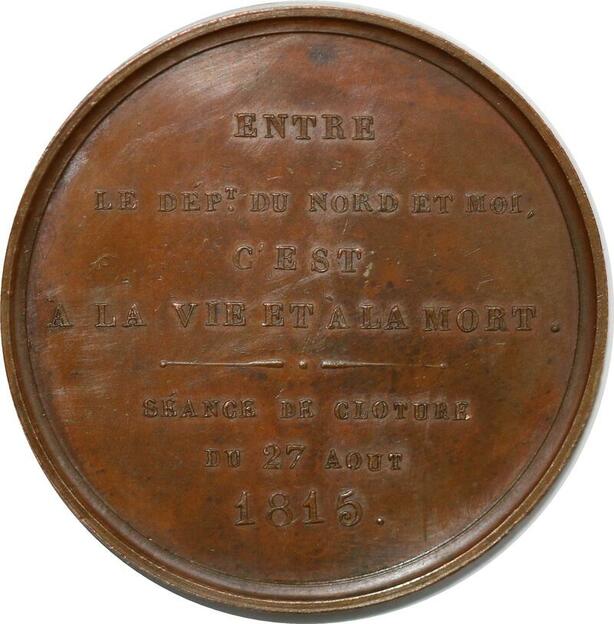 ENTRE
LE DÉPT. DU NORD ET MOI,
C'EST
A LA VIE ET À LA MORT.
SÉANCE DE CLOTURE
DU 27 AOUT
1815.